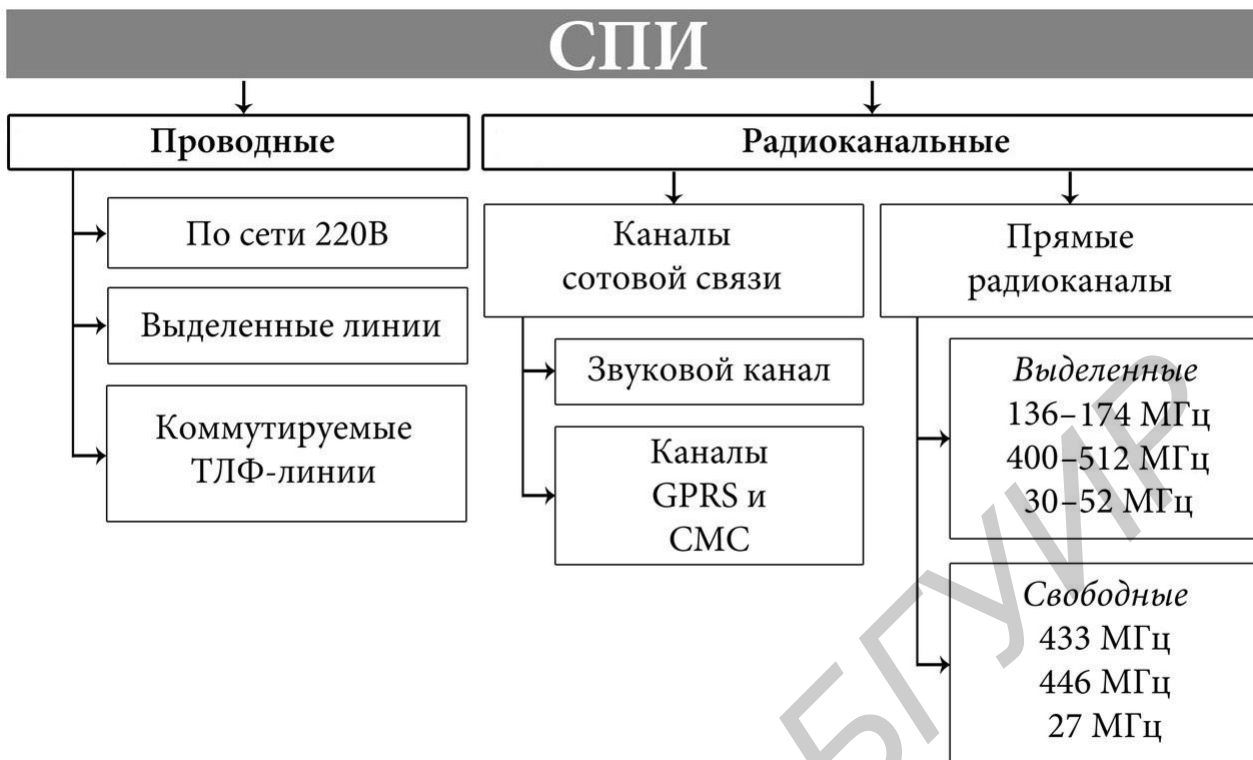 СПИ
Проводные
По сети 220В
Выделенные линии
Коммутируемые
ТЛФ-линии
Радиоканальные
Каналы
сотовой связи
Звуковой канал
Каналы
GPRS и
СМС
Прямые
радиоканалы
Выделенные
136–174 МГц
400–512 МГц
30–52 МГц
Свободные
433 МГц
446 МГц
27 МГц
БГУИР